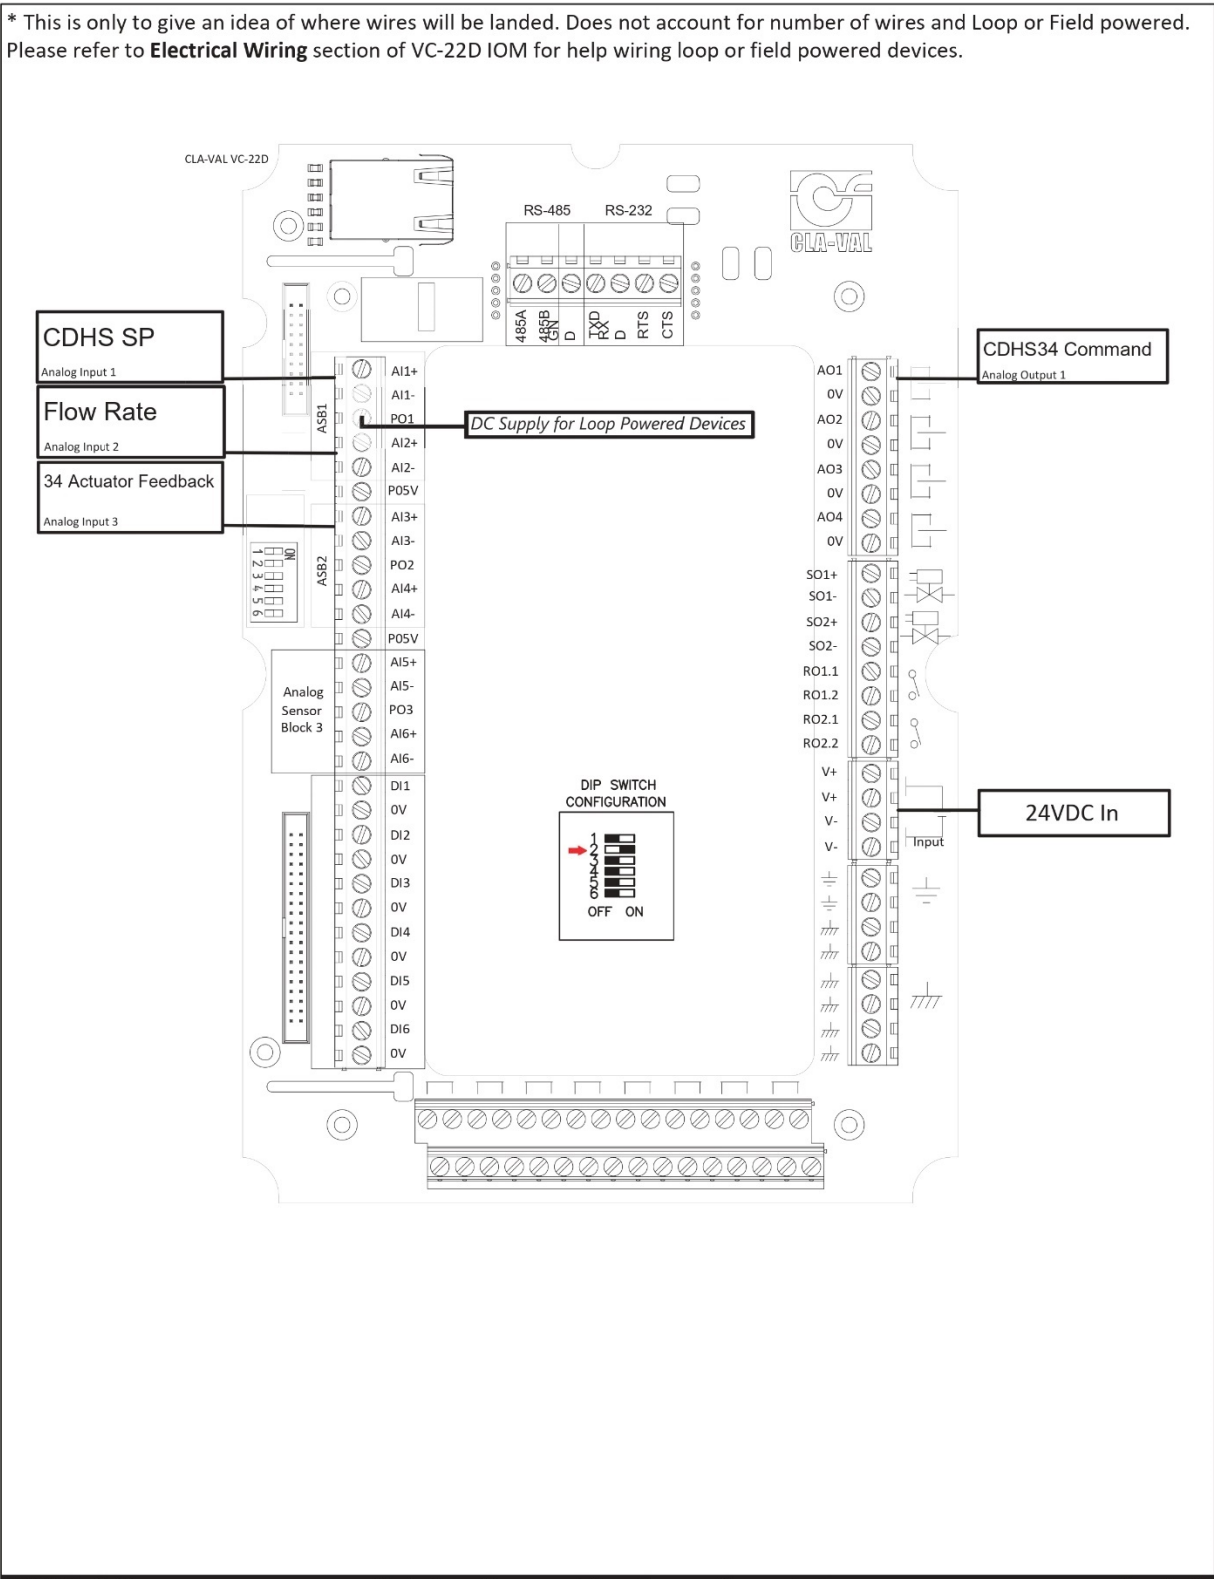 * This is only to give an idea of where wires will be landed. Does not account for number of wires and Loop or Field powered.
Please refer to Electrical Wiring section of VC-22D IOM for help wiring loop or field powered devices.
CLA-VAL VC-22D
RS-485
RS-232
CLA-VAL
485A
485B
GN
D
TXD
RX
D
RTS
CTS
CDHS SP
Analog Input 1
Flow Rate
Analog Input 2
34 Actuator Feedback
Analog Input 3
ASB1
AI1+
AI1-
PO1
AI2+
AI2-
P05V
DC Supply for Loop Powered Devices
ASB2
AI3+
AI3-
PO2
AI4+
AI4-
P05V
ON
1
2
3
4
5
6
Analog
Sensor
Block 3
AI5+
AI5-
PO3
AI6+
AI6-
DI1
0V
DI2
0V
DI3
0V
DI4
0V
DI5
0V
DI6
0V
DIP SWITCH
CONFIGURATION
1
2
3
4
5
6
OFF ON
AO1
0V
AO2
0V
AO3
0V
AO4
0V
CDHS34 Command
Analog Output 1
SO1+
SO1-
SO2+
SO2-
RO1.1
RO1.2
RO2.1
RO2.2
V+
V+
V-
V-
Input
24VDC In